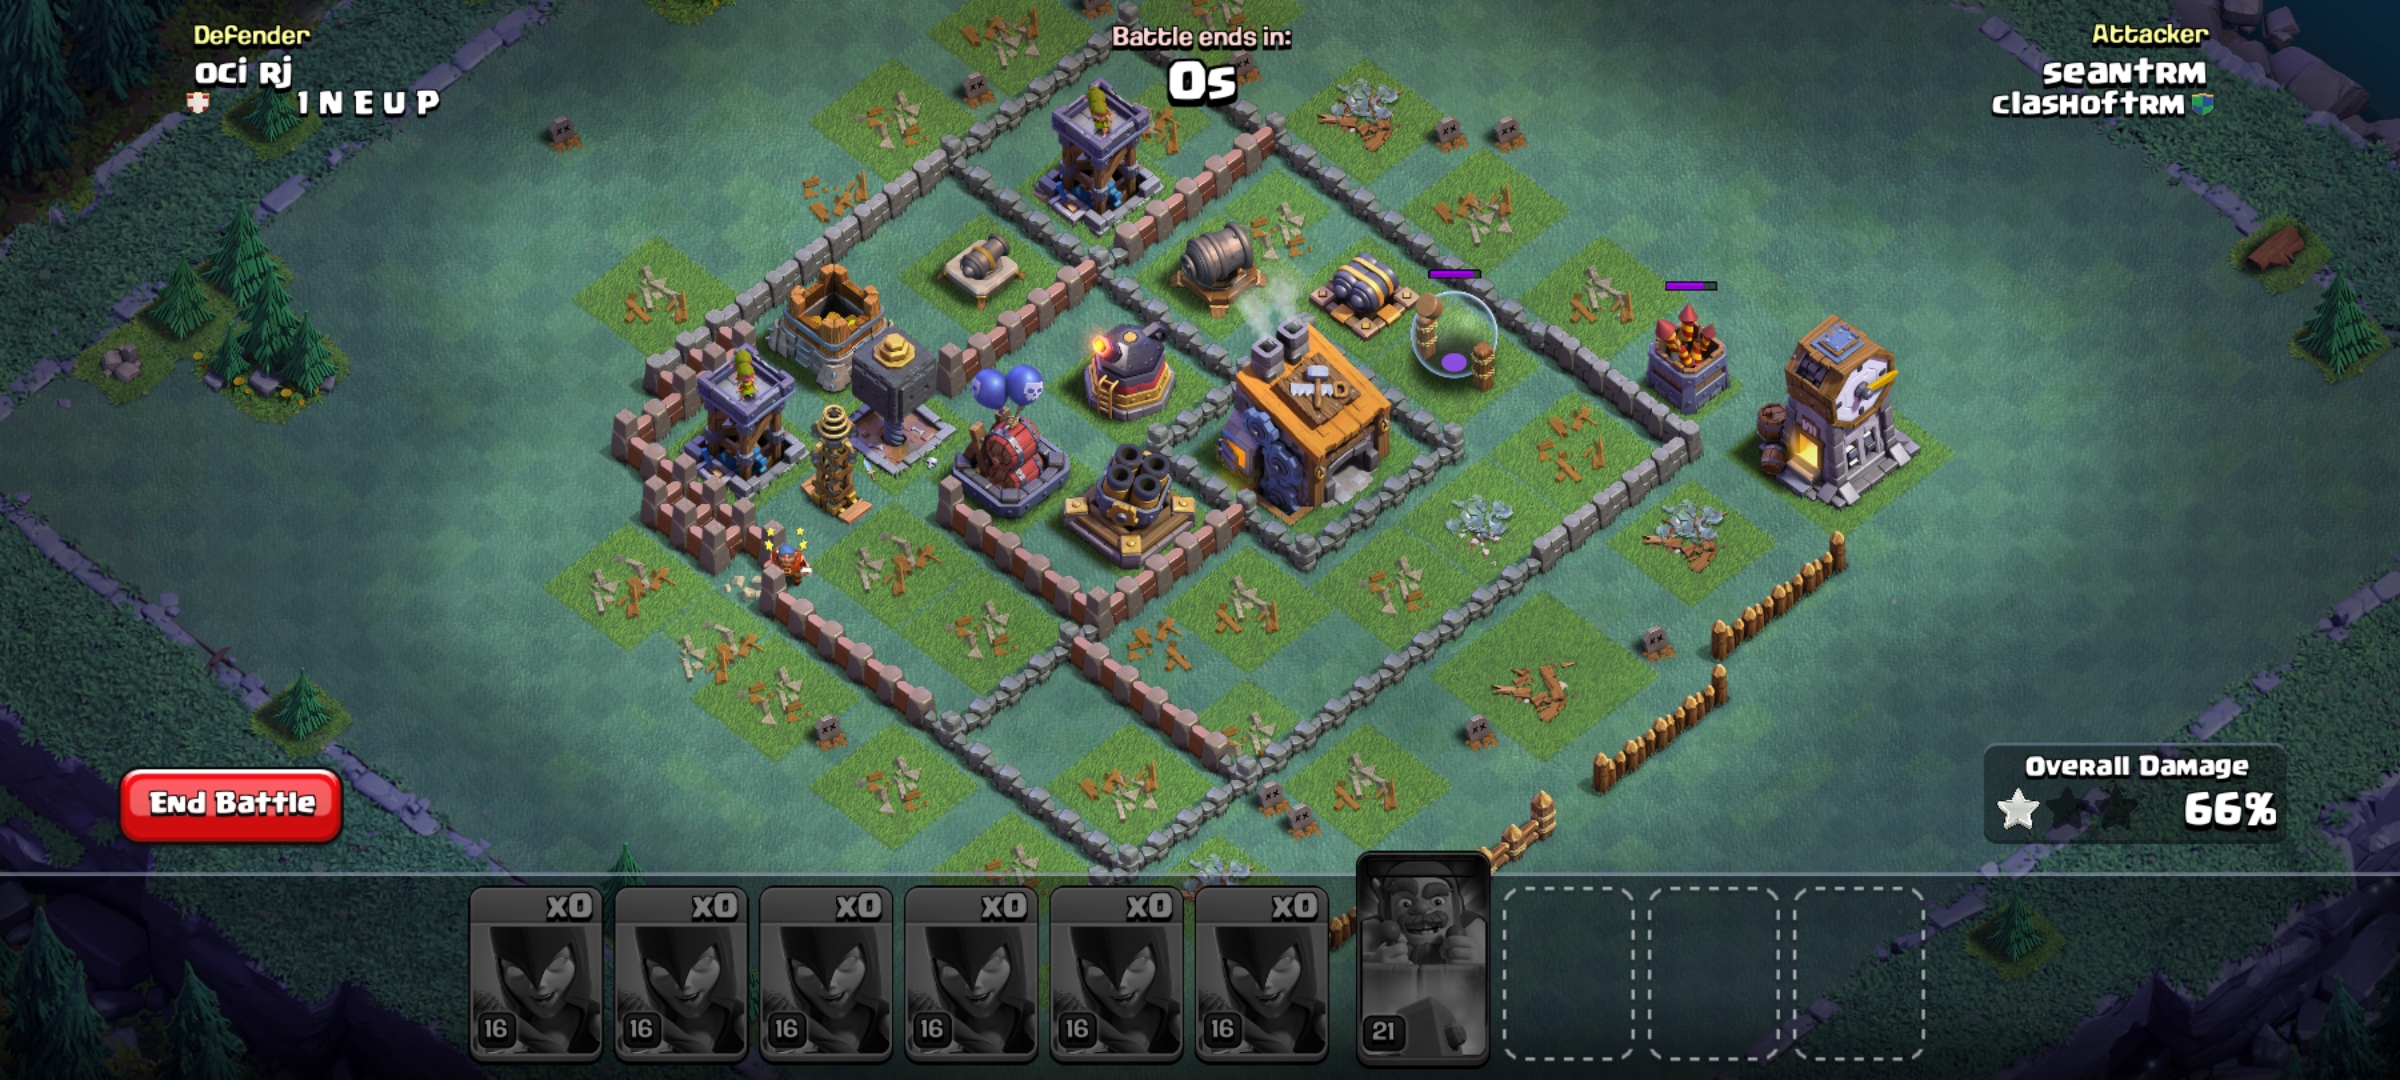 Defender
oci Rj
1 N E U P
Battle ends in:
0s
Attacker
seantRM
clashoftRM
End Battle
Overall Damage
66%
x0 x0 x0 x0 x0 x0
16 16 16 16 16 16 21